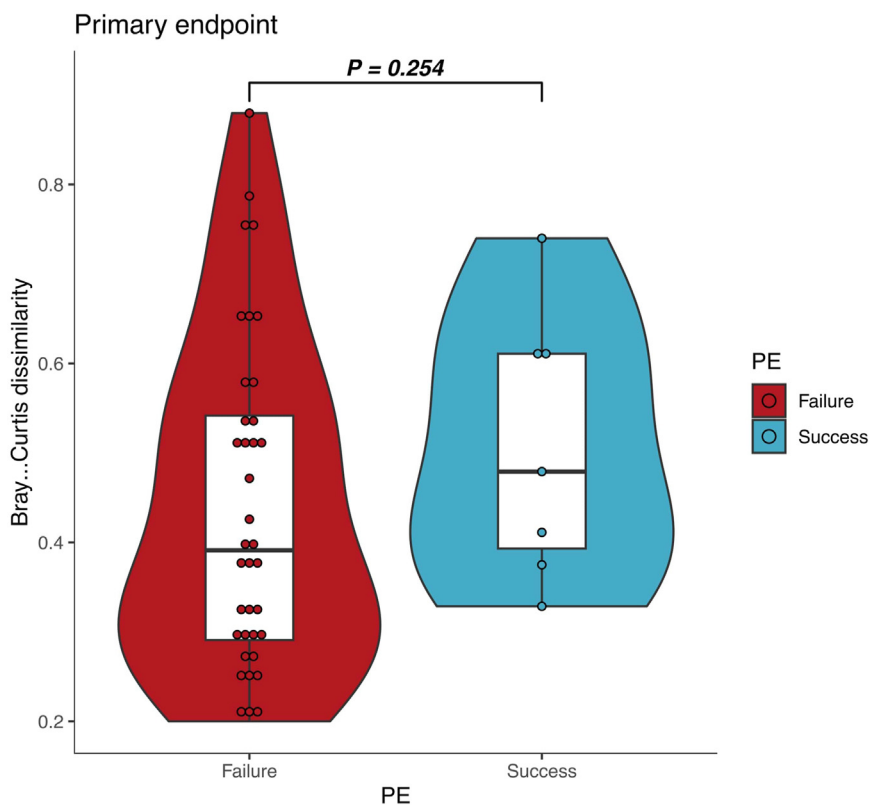 Primary endpoint
P = 0.254
0.8
0.6
0.4
0.2
Bray...Curtis dissimilarity
Failure
Success
PE
PE
Failure
Success